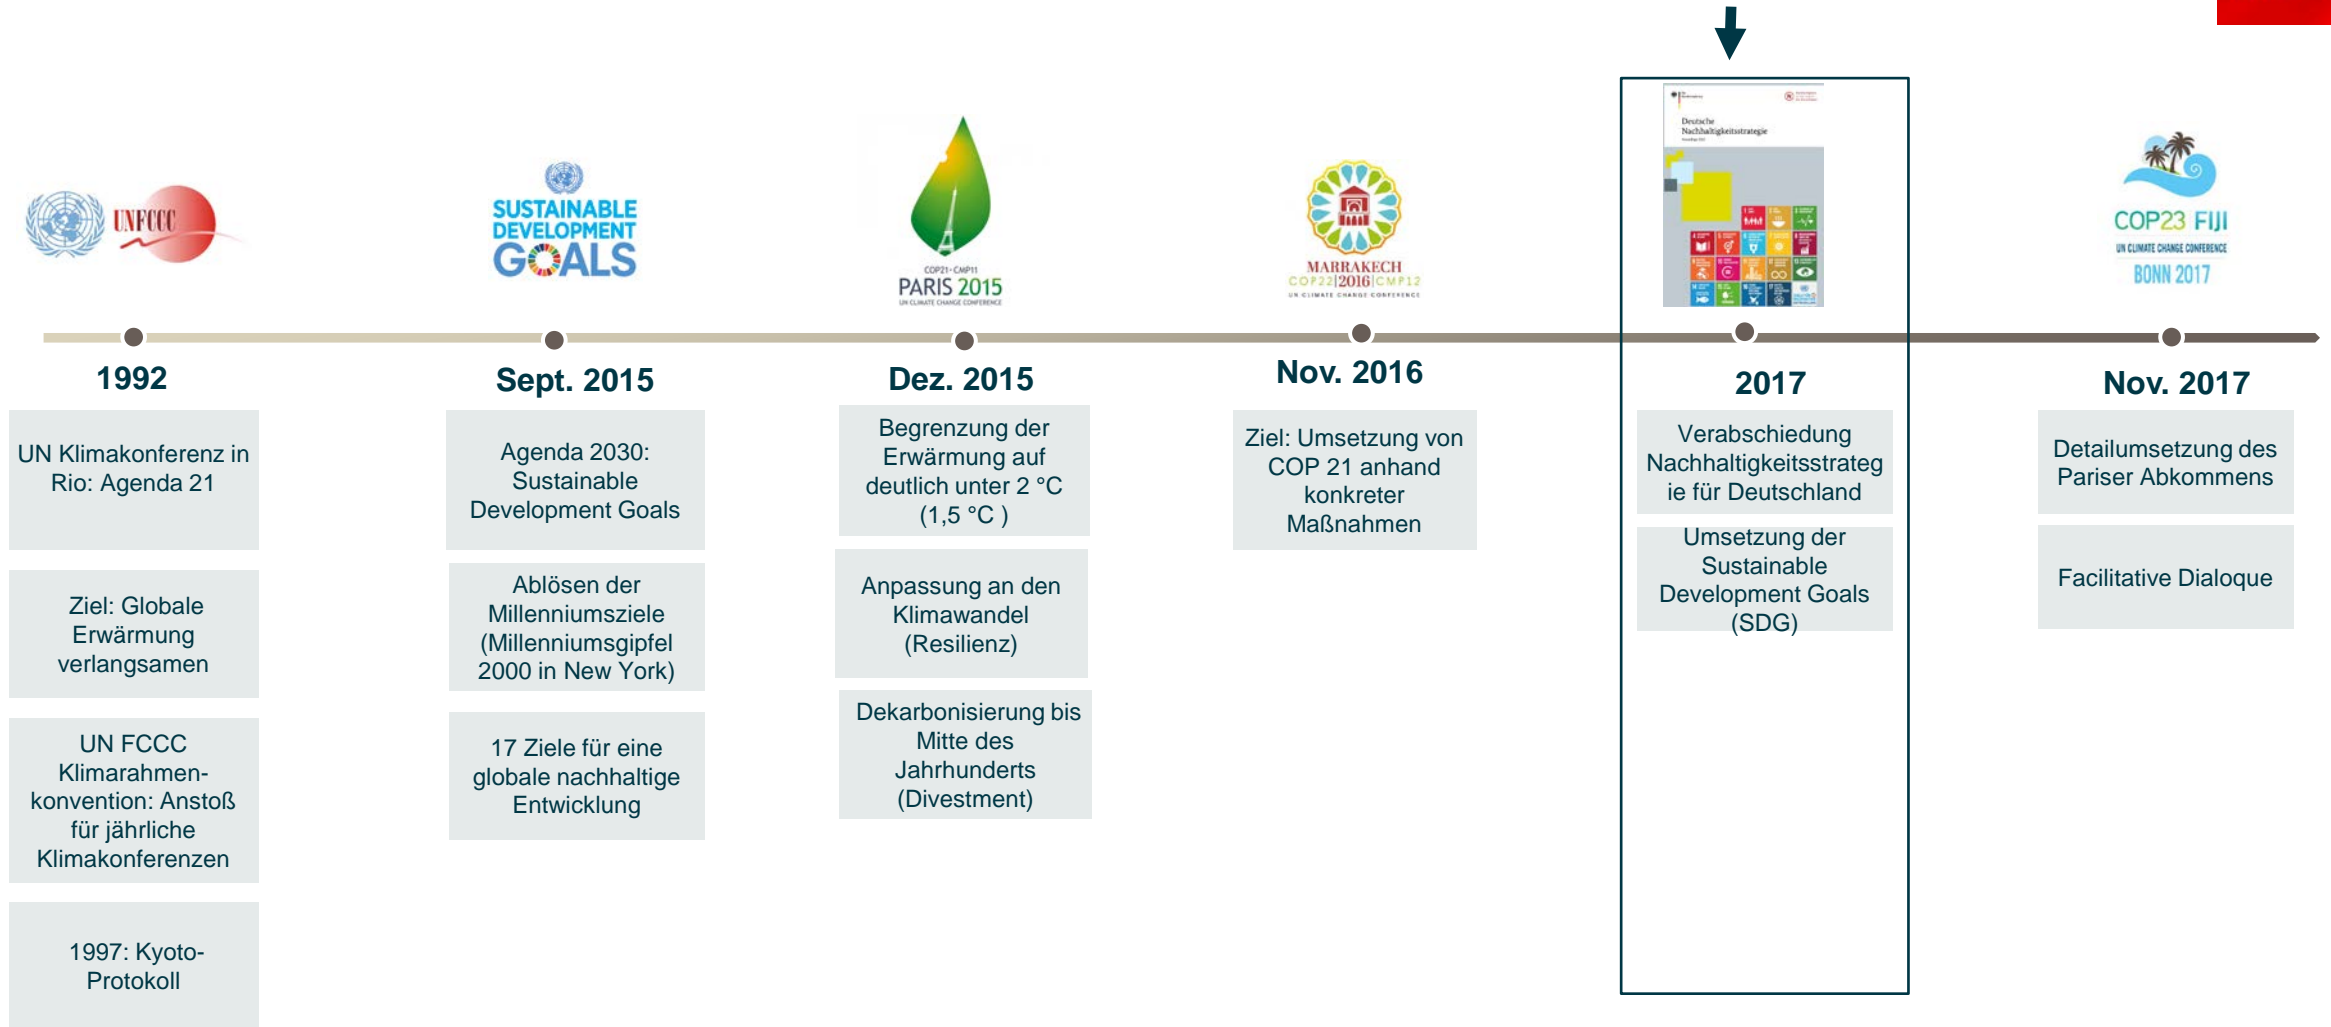 UNFCCC
1992
UN Klimakonferenz in
Rio: Agenda 21
Ziel: Globale
Erwärmung
verlangsamen
UN FCCC
Klimarahmen-
konvention: Anstoß
für jährliche
Klimakonferenzen
1997: Kyoto-
Protokoll
SUSTAINABLE
DEVELOPMENT
GOALS
Sept. 2015
Agenda 2030:
Sustainable
Development Goals
Ablösen der
Millenniumsziele
(Millenniumsgipfel
2000 in New York)
17 Ziele für eine
globale nachhaltige
Entwicklung
COP21-CMP11
PARIS 2015
UN CLIMATE CHANGE CONFERENCE
Dez. 2015
Begrenzung der
Erwärmung auf
deutlich unter 2 °C
(1,5 °C )
Anpassung an den
Klimawandel
(Resilienz)
Dekarbonisierung bis
Mitte des
Jahrhunderts
(Divestment)
MARRAKECH
COP22|2016|CMP12
UN CLIMATE CHANGE CONFERENCE
Nov. 2016
Ziel: Umsetzung von
COP 21 anhand
konkreter
Maßnahmen
Deutsche
Nachhaltigkeitsstrategie
2017
Verabschiedung
Nachhaltigkeitsstrateg
ie für Deutschland
Umsetzung der
Sustainable
Development Goals
(SDG)
COP23 FIJI
UN CLIMATE CHANGE CONFERENCE
BONN 2017
Nov. 2017
Detailumsetzung des
Pariser Abkommens
Facilitative Dialoque